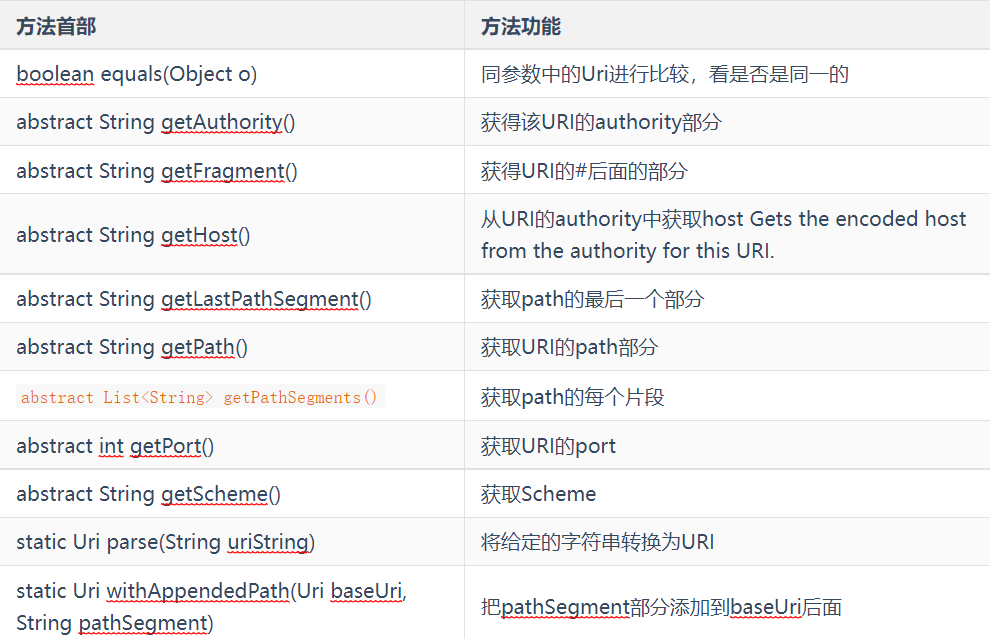 方法首部 方法功能
boolean equals(Object o) 同参数中的Uri进行比较，看是否是同一的
abstract String getAuthority() 获得该URI的authority部分
abstract String getFragment() 获得URI的#后面的部分
abstract String getHost() 从URI的authority中获取host Gets the encoded host
from the authority for this URI.
abstract String getLastPathSegment() 获取path的最后一个部分
abstract String getPath() 获取URI的path部分
abstract List<String> getPathSegments() 获取path的每个片段
abstract int getPort() 获取URI的port
abstract String getScheme() 获取Scheme
static Uri parse(String uriString) 将给定的字符串转换为URI
static Uri withAppendedPath(Uri baseUri,
String pathSegment) 把pathSegment部分添加到baseUri后面